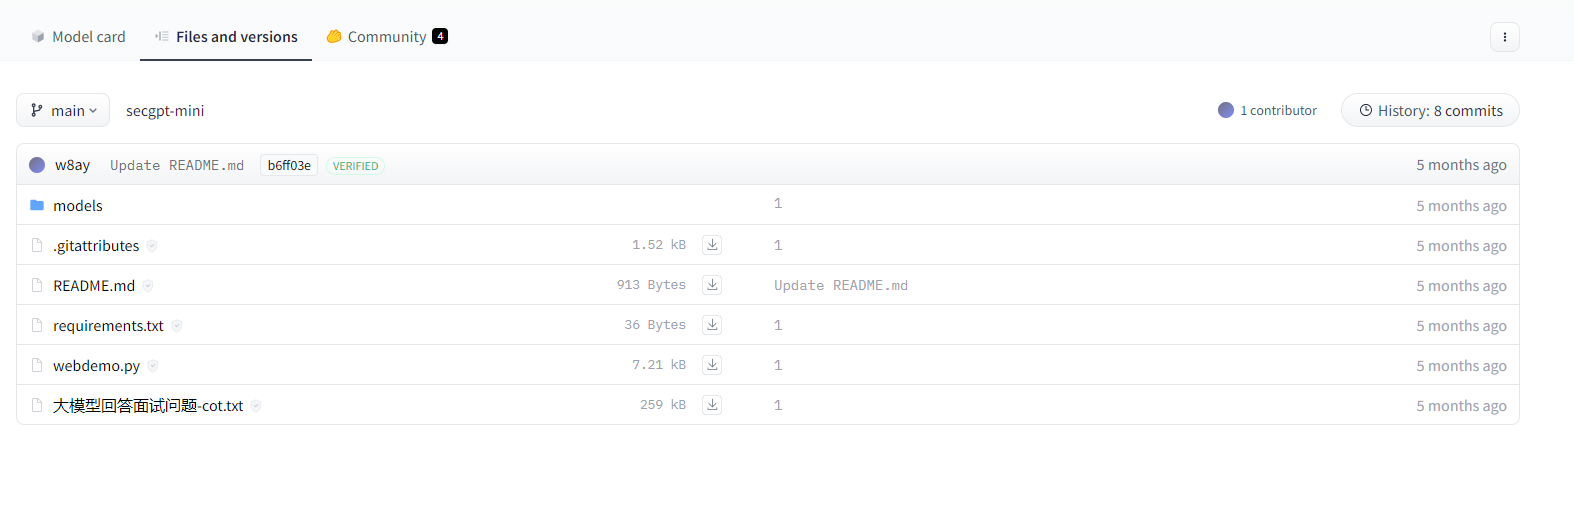 Model card Files and versions Community 4
main secgpt-mini 1 contributor History: 8 commits
w8ay Update README.md b6ff03e VERIFIED 5 months ago
models 1 5 months ago
.gitattributes 1.52 kB 1 5 months ago
README.md 913 Bytes Update README.md 5 months ago
requirements.txt 36 Bytes 1 5 months ago
webdemo.py 7.21 kB 1 5 months ago
大模型回答面试问题-cot.txt 259 kB 1 5 months ago